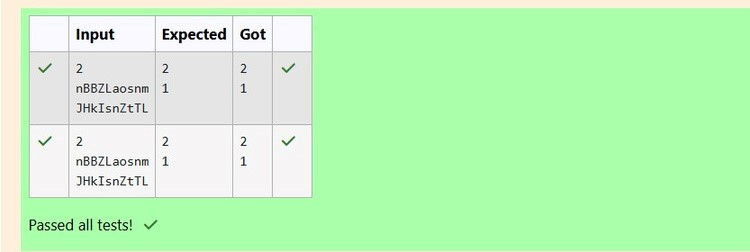 Input Expected Got
2 2 2
nBBZLaosnm 1 1
JHkIsnZtTL
2 2 2
nBBZLaosnm 1 1
JHkIsnZtTL
Passed all tests!